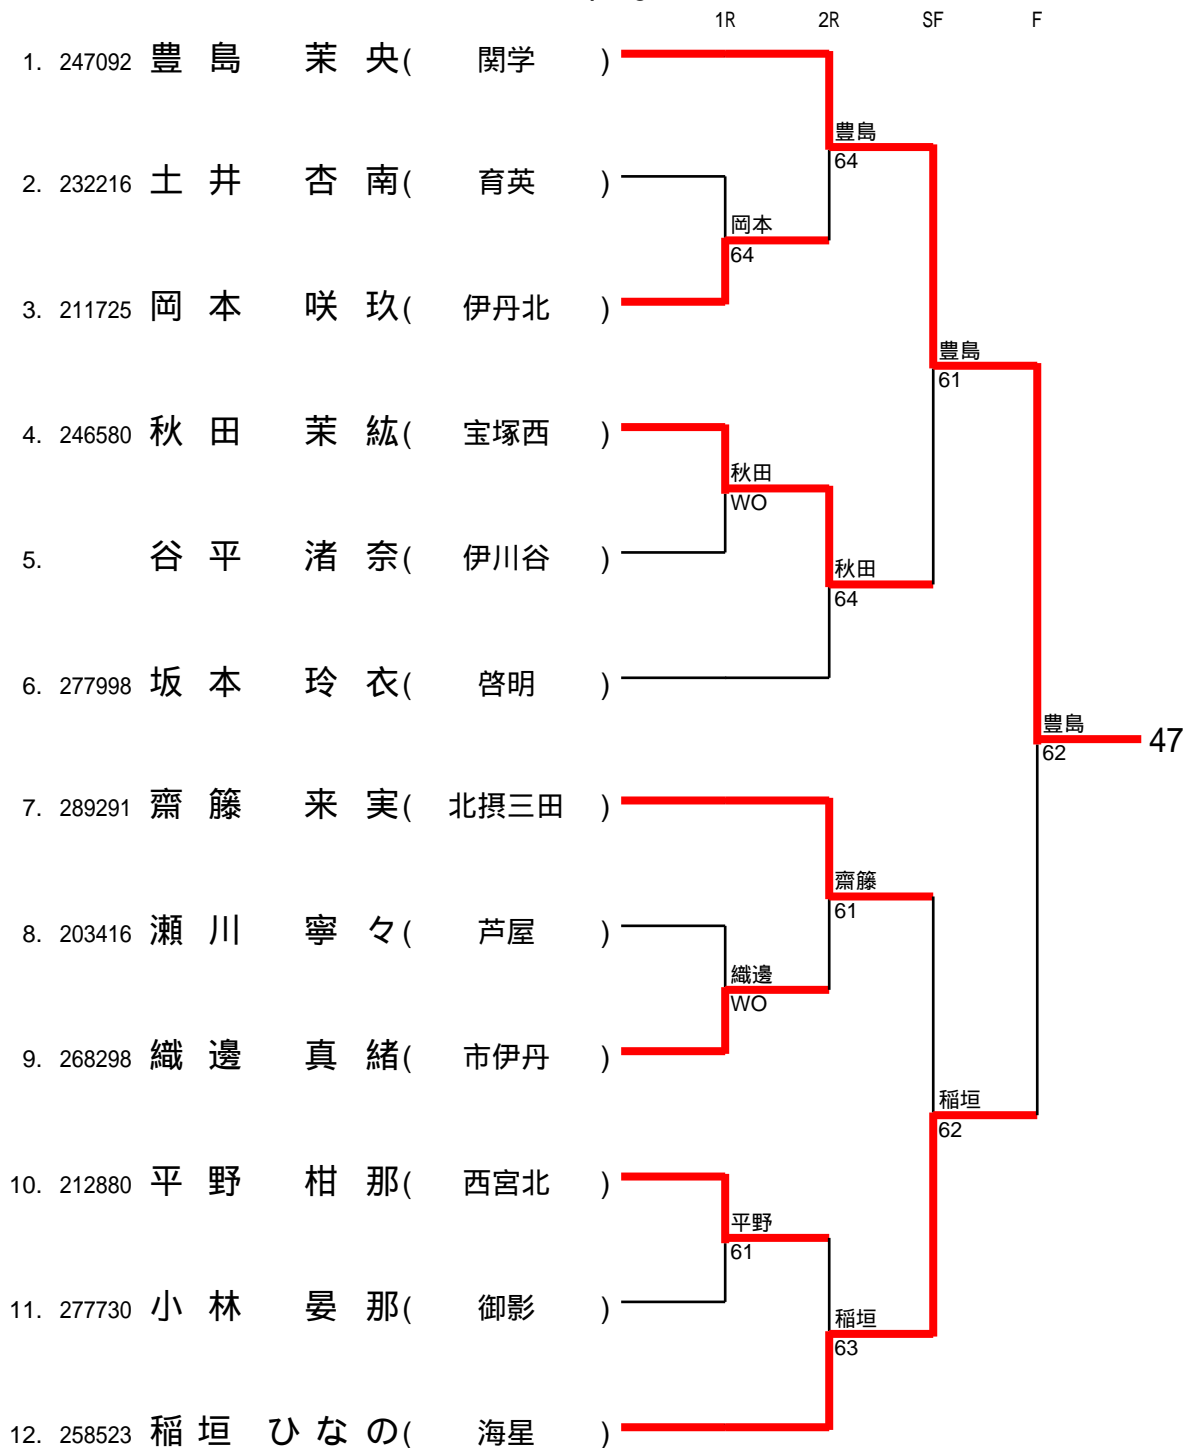 1R 2R SF F
1. 247092 豊島 茉央( 関学 )
豊島
64
2. 232216 土井 杏南( 育英 )
岡本
64
3. 211725 岡本 咲玖( 伊丹北 )
豊島
61
4. 246580 秋田 茉紘( 宝塚西 )
秋田
WO
5. 谷平 渚奈( 伊川谷 )
秋田
64
6. 277998 坂本 玲衣( 啓明 )
豊島
62
47
7. 289291 齋籐 来実( 北摂三田 )
齋籐
61
8. 203416 瀬川 寧々( 芦屋 )
織邊
WO
9. 268298 織邊 真緒( 市伊丹 )
稲垣
62
10. 212880 平野 柑那( 西宮北 )
平野
61
11. 277730 小林 晏那( 御影 )
稲垣
63
12. 258523 稲垣 ひなの( 海星 )